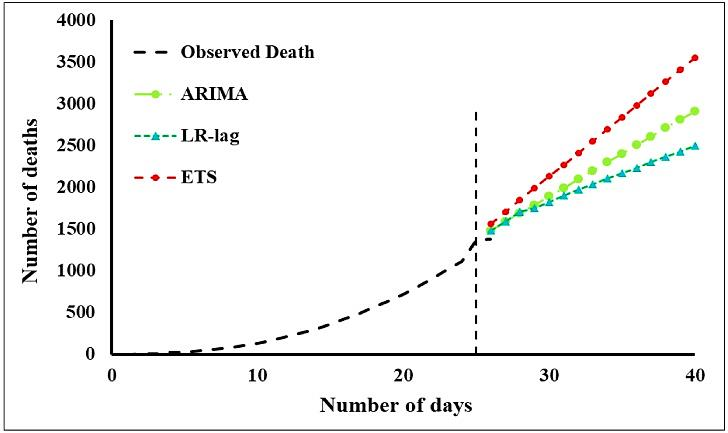 4000
3500
3000
2500
2000
1500
1000
500
0
Number of deaths
Observed Death
ARIMA
LR-lag
ETS
0 10 20 30 40
Number of days